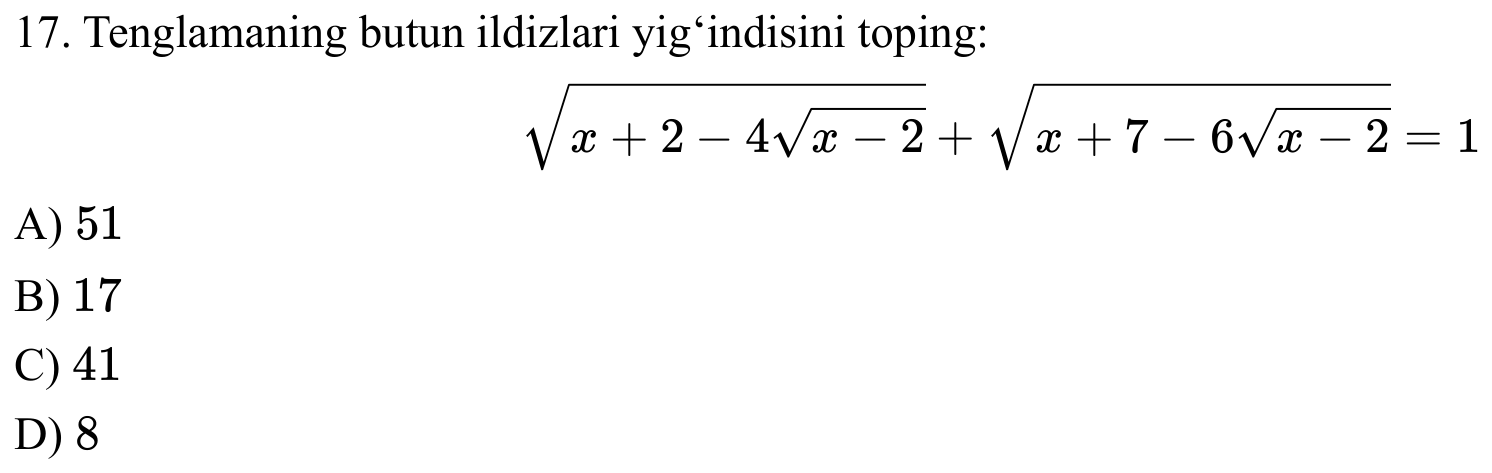 17. Tenglamaning butun ildizlari yig‘indisini toping:
√(x + 2 − 4√(x − 2)) + √(x + 7 − 6√(x − 2)) = 1
A) 51
B) 17
C) 41
D) 8